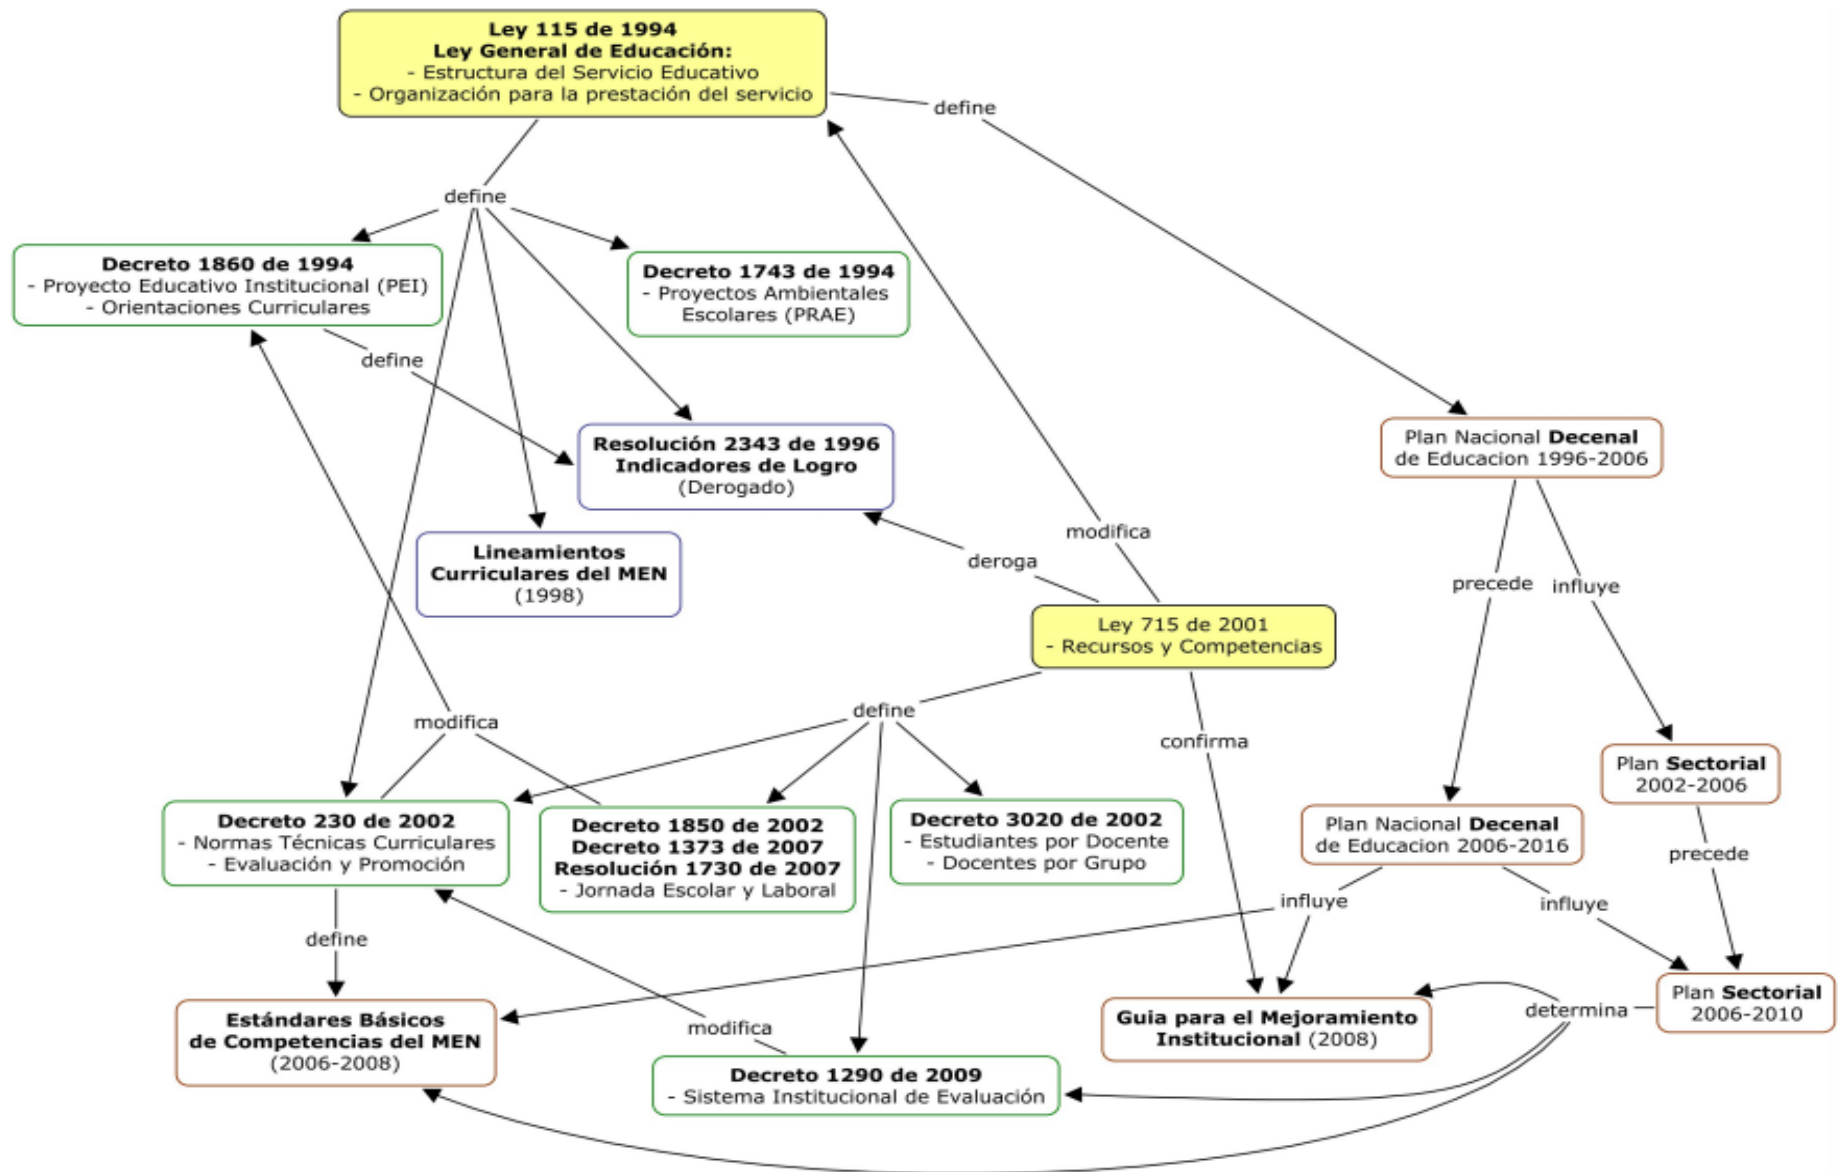 Ley 115 de 1994
Ley General de Educación:
- Estructura del Servicio Educativo
- Organización para la prestación del servicio
define
define
Decreto 1860 de 1994
- Proyecto Educativo Institucional (PEI)
- Orientaciones Curriculares
Decreto 1743 de 1994
- Proyectos Ambientales
Escolares (PRAE)
define
Resolución 2343 de 1996
Indicadores de Logro
(Derogado)
Plan Nacional Decenal
de Educacion 1996-2006
Lineamientos
Curriculares del MEN
(1998)
modifica
deroga
precede
influye
Ley 715 de 2001
- Recursos y Competencias
modifica
define
confirma
Plan Sectorial
2002-2006
Decreto 230 de 2002
- Normas Técnicas Curriculares
- Evaluación y Promoción
Decreto 1850 de 2002
Decreto 1373 de 2007
Resolución 1730 de 2007
- Jornada Escolar y Laboral
Decreto 3020 de 2002
- Estudiantes por Docente
- Docentes por Grupo
Plan Nacional Decenal
de Educacion 2006-2016
precede
define
influye
influye
Estándares Básicos
de Competencias del MEN
(2006-2008)
modifica
Guia para el Mejoramiento
Institucional (2008)
determina
Plan Sectorial
2006-2010
Decreto 1290 de 2009
- Sistema Institucional de Evaluación